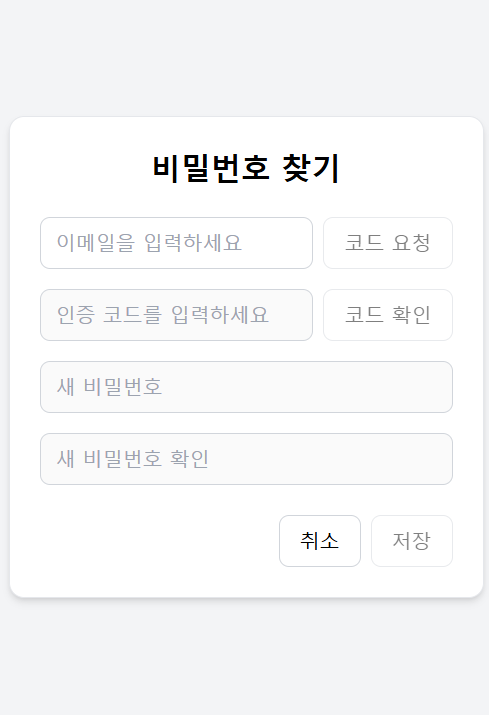 비밀번호 찾기
이메일을 입력하세요 코드 요청
인증 코드를 입력하세요 코드 확인
새 비밀번호
새 비밀번호 확인
취소 저장